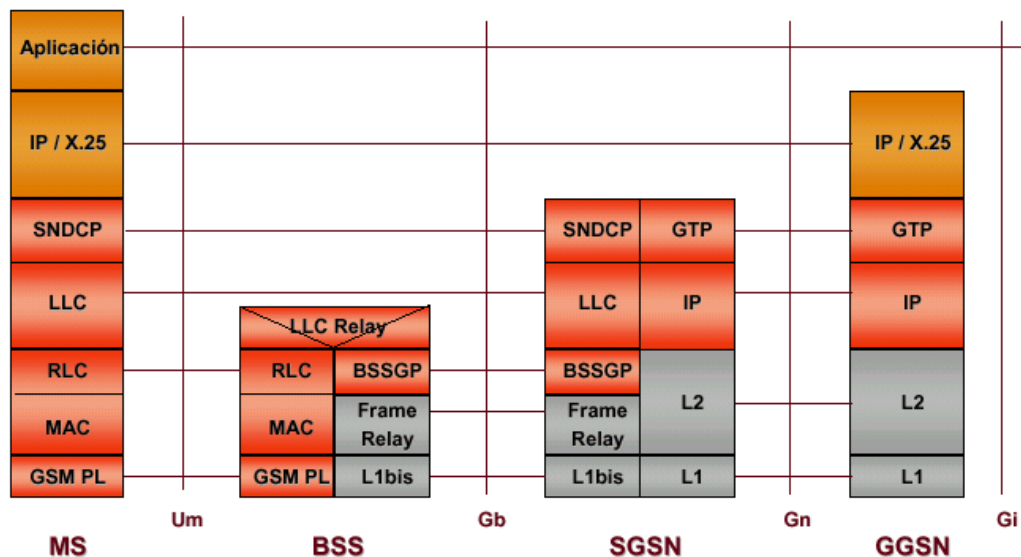 Aplicación
IP / X.25
IP / X.25
SNDCP
SNDCP
GTP
GTP
LLC
LLC
IP
IP
LLC Relay
RLC
RLC
BSSGP
BSSGP
L2
L2
MAC
MAC
Frame
Relay
Frame
Relay
GSM PL
GSM PL
L1bis
L1bis
L1
L1
Um
Gb
Gn
Gi
MS
BSS
SGSN
GGSN